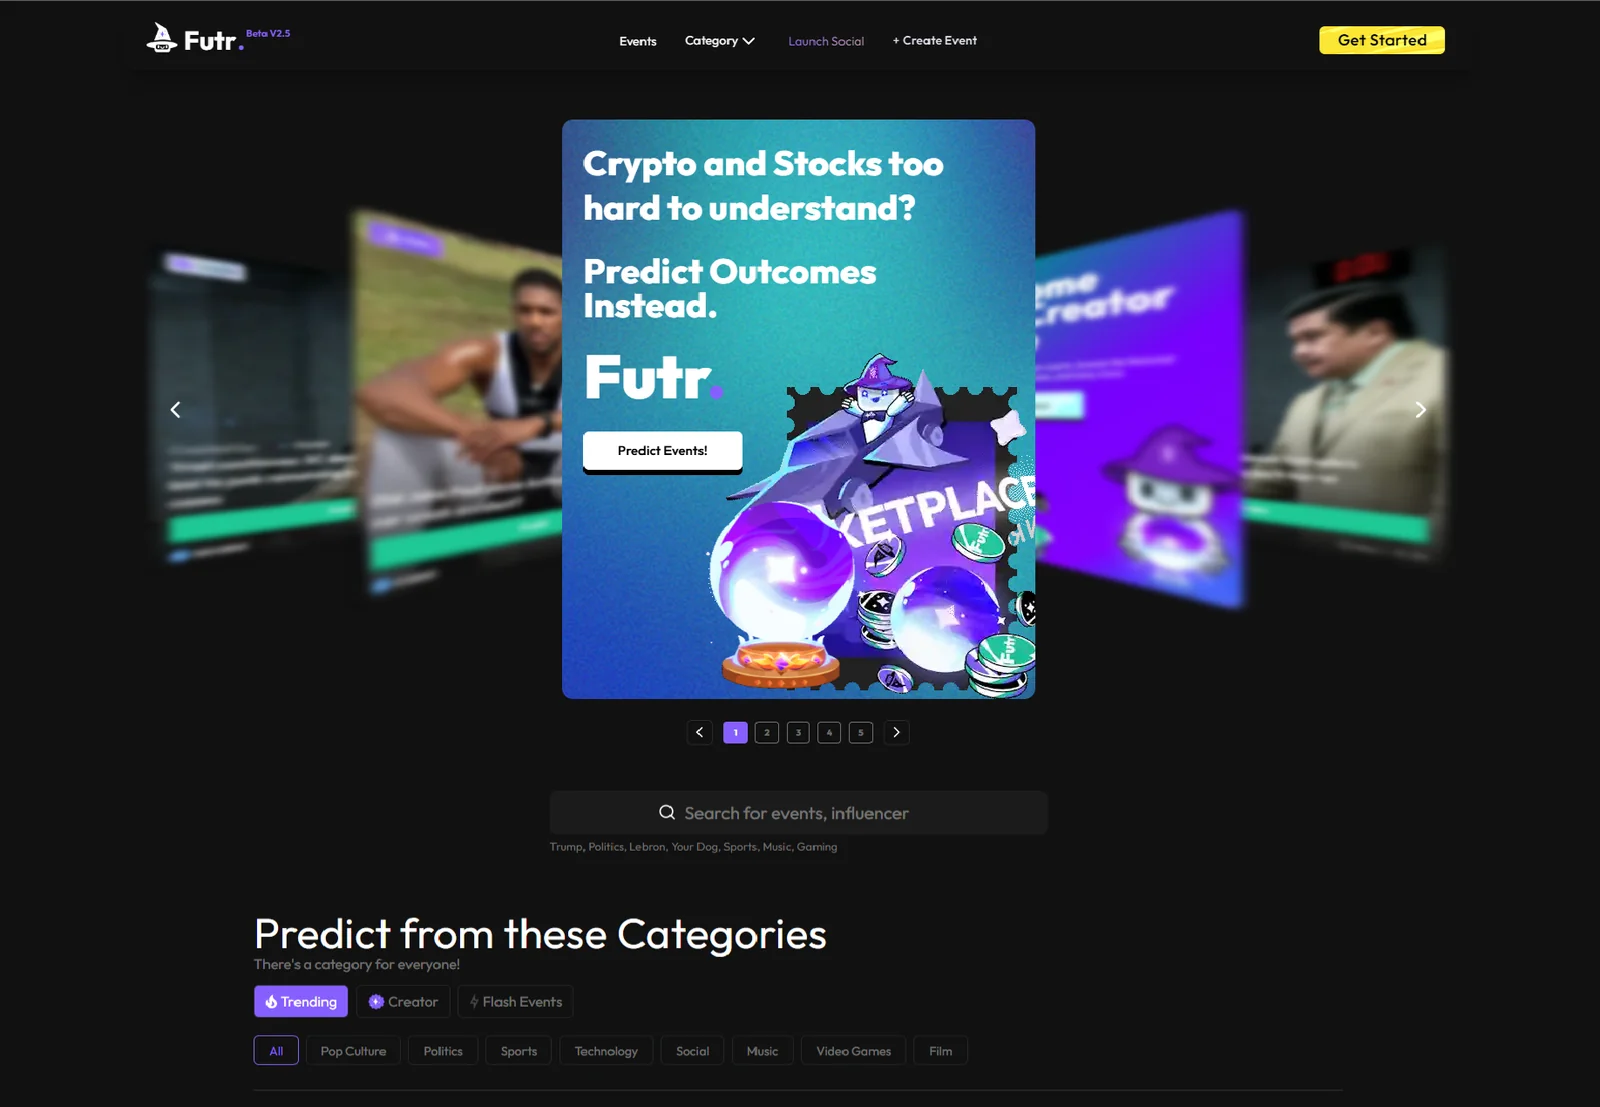 Futr.
Beta V2.5
Events
Category
Launch Social
+ Create Event
Get Started
Crypto and Stocks too
hard to understand?
Predict Outcomes
Instead.
Futr.
Predict Events!
KETPLACE
Futr
1
2
3
4
5
Search for events, influencer
Trump, Politics, Lebron, Your Dog, Sports, Music, Gaming
Predict from these Categories
There's a category for everyone!
Trending
Creator
Flash Events
All
Pop Culture
Politics
Sports
Technology
Social
Music
Video Games
Film